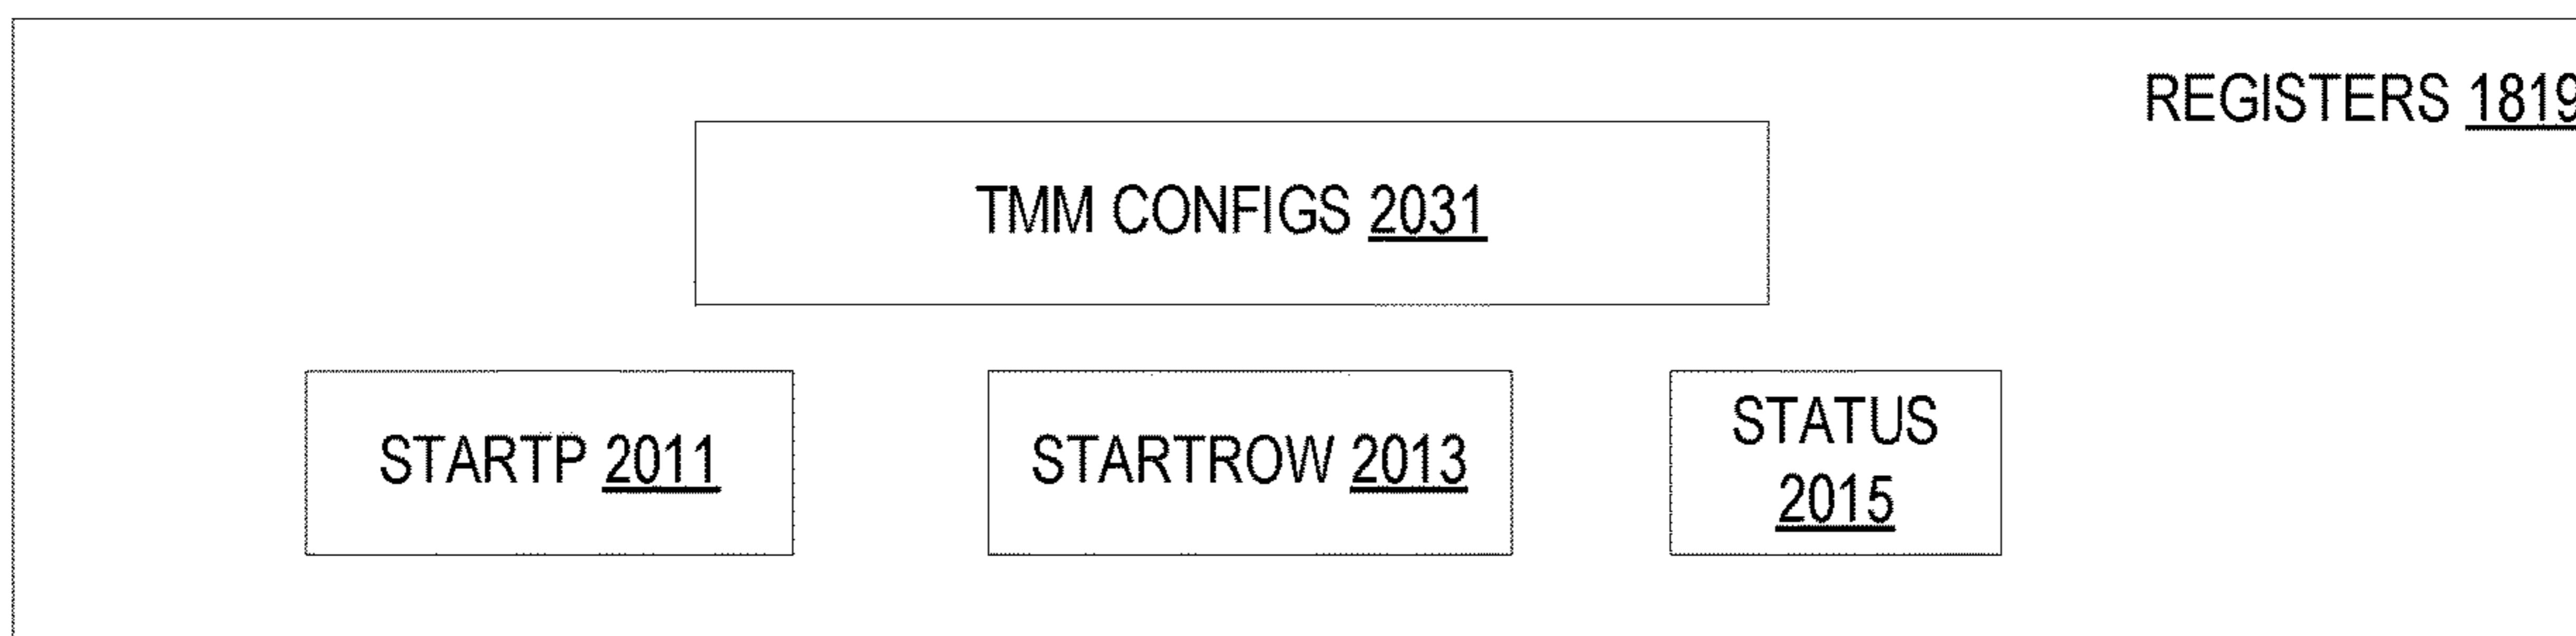 REGISTERS 1819
TMM CONFIGS 2031
STARTP 2011
STARTROW 2013
STATUS
2015